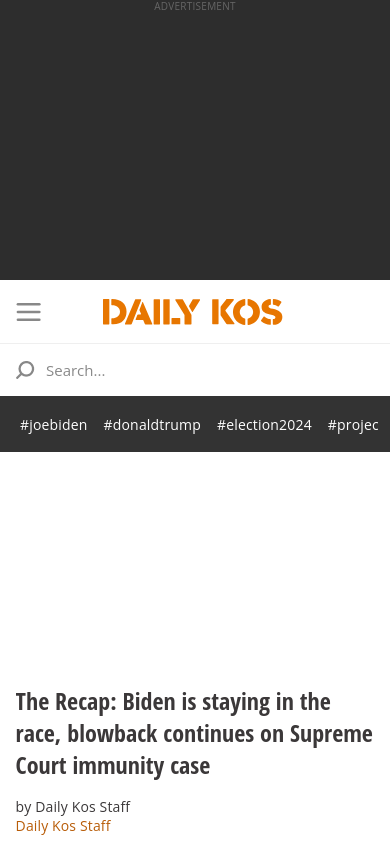 ADVERTISEMENT
DAILY KOS
Search...
#joebiden #donaldtrump #election2024 #projec
The Recap: Biden is staying in the
race, blowback continues on Supreme
Court immunity case
by Daily Kos Staff
Daily Kos Staff